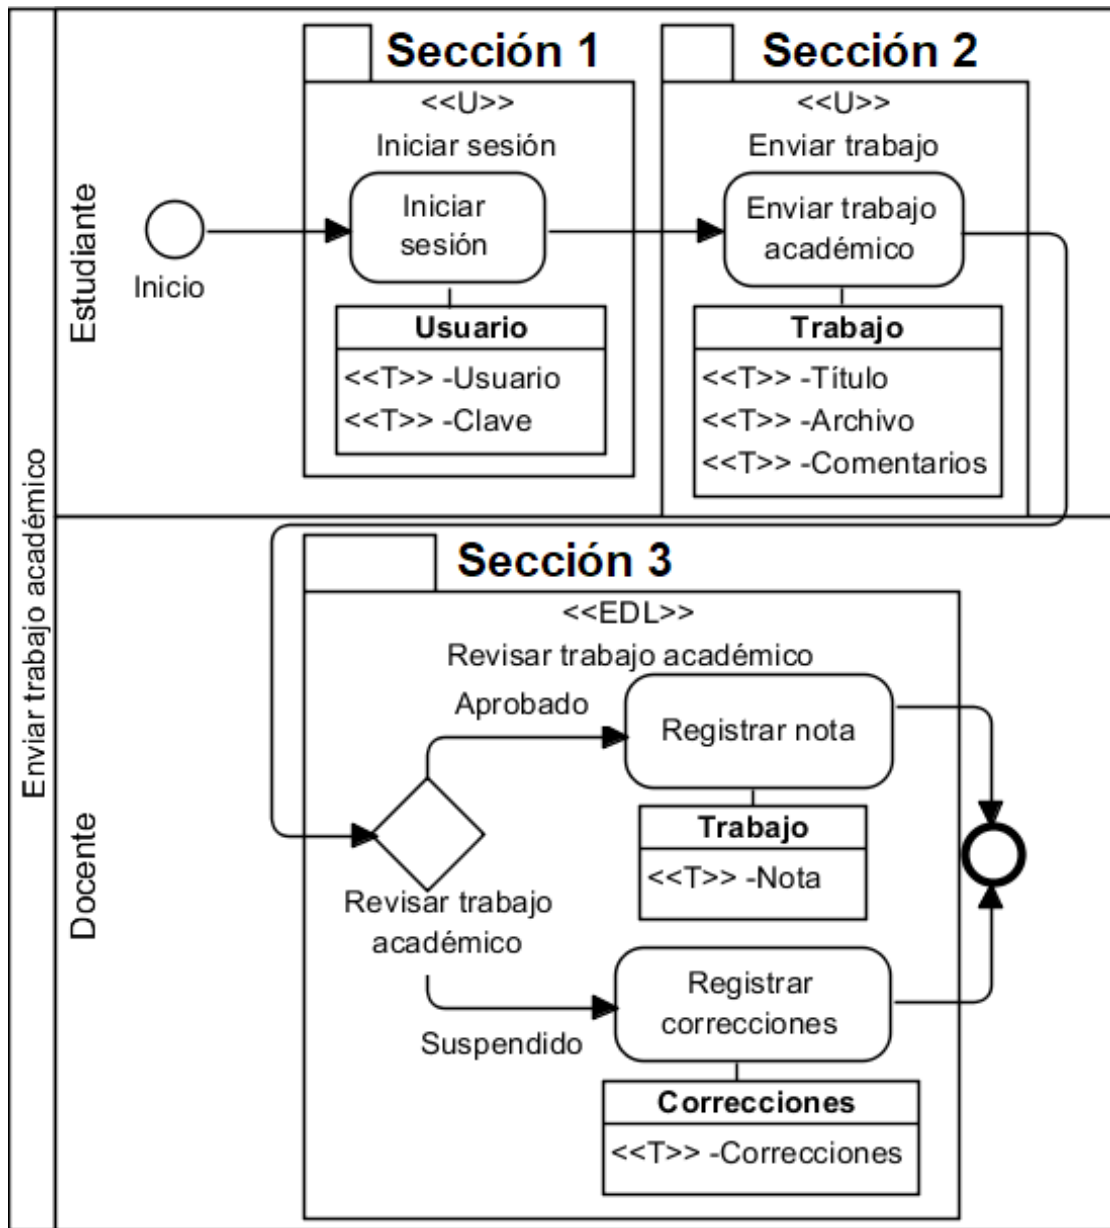 Enviar trabajo académico
Estudiante
Inicio
Sección 1
<<U>>
Iniciar sesión
Iniciar
sesión
Usuario
<<T>> -Usuario
<<T>> -Clave
Sección 2
<<U>>
Enviar trabajo
Enviar trabajo
académico
Trabajo
<<T>> -Título
<<T>> -Archivo
<<T>> -Comentarios
Docente
Sección 3
<<EDL>>
Revisar trabajo académico
Aprobado
Registrar nota
Trabajo
<<T>> -Nota
Revisar trabajo
académico
Suspendido
Registrar
correcciones
Correcciones
<<T>> -Correcciones